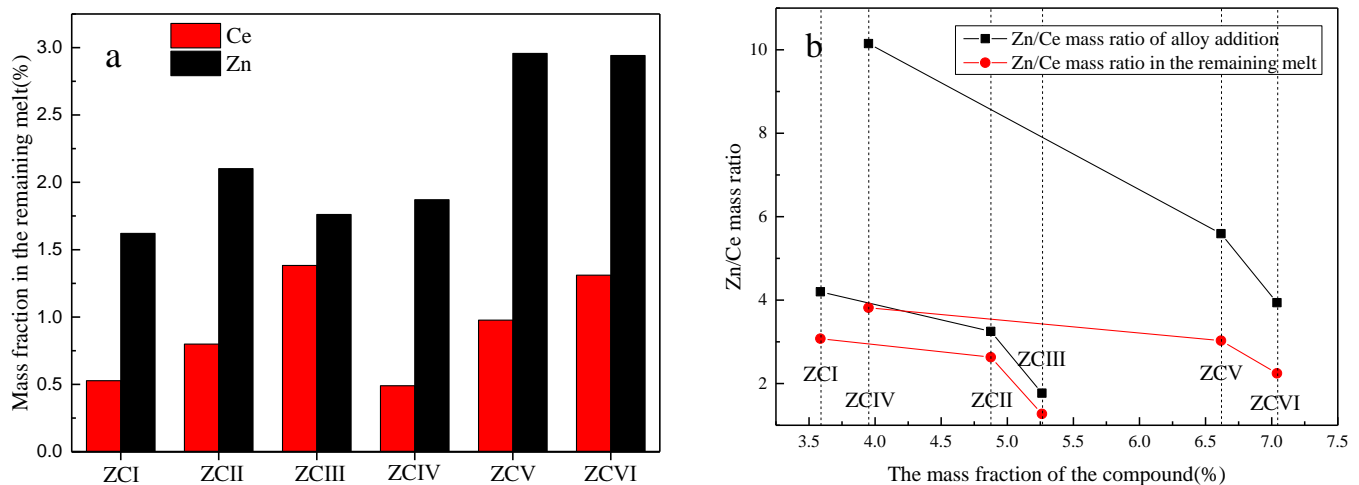 a
Ce
Zn
Mass fraction in the remaining melt(%)
3.0
2.5
2.0
1.5
1.0
0.5
0.0
ZCI
ZCII
ZCIII
ZCIV
ZCV
ZCVI
b
Zn/Ce mass ratio of alloy addition
Zn/Ce mass ratio in the remaining melt
Zn/Ce mass ratio
10
8
6
4
2
ZCI
ZCIV
ZCII
ZCIII
ZCV
ZCVI
3.5
4.0
4.5
5.0
5.5
6.0
6.5
7.0
7.5
The mass fraction of the compound(%)